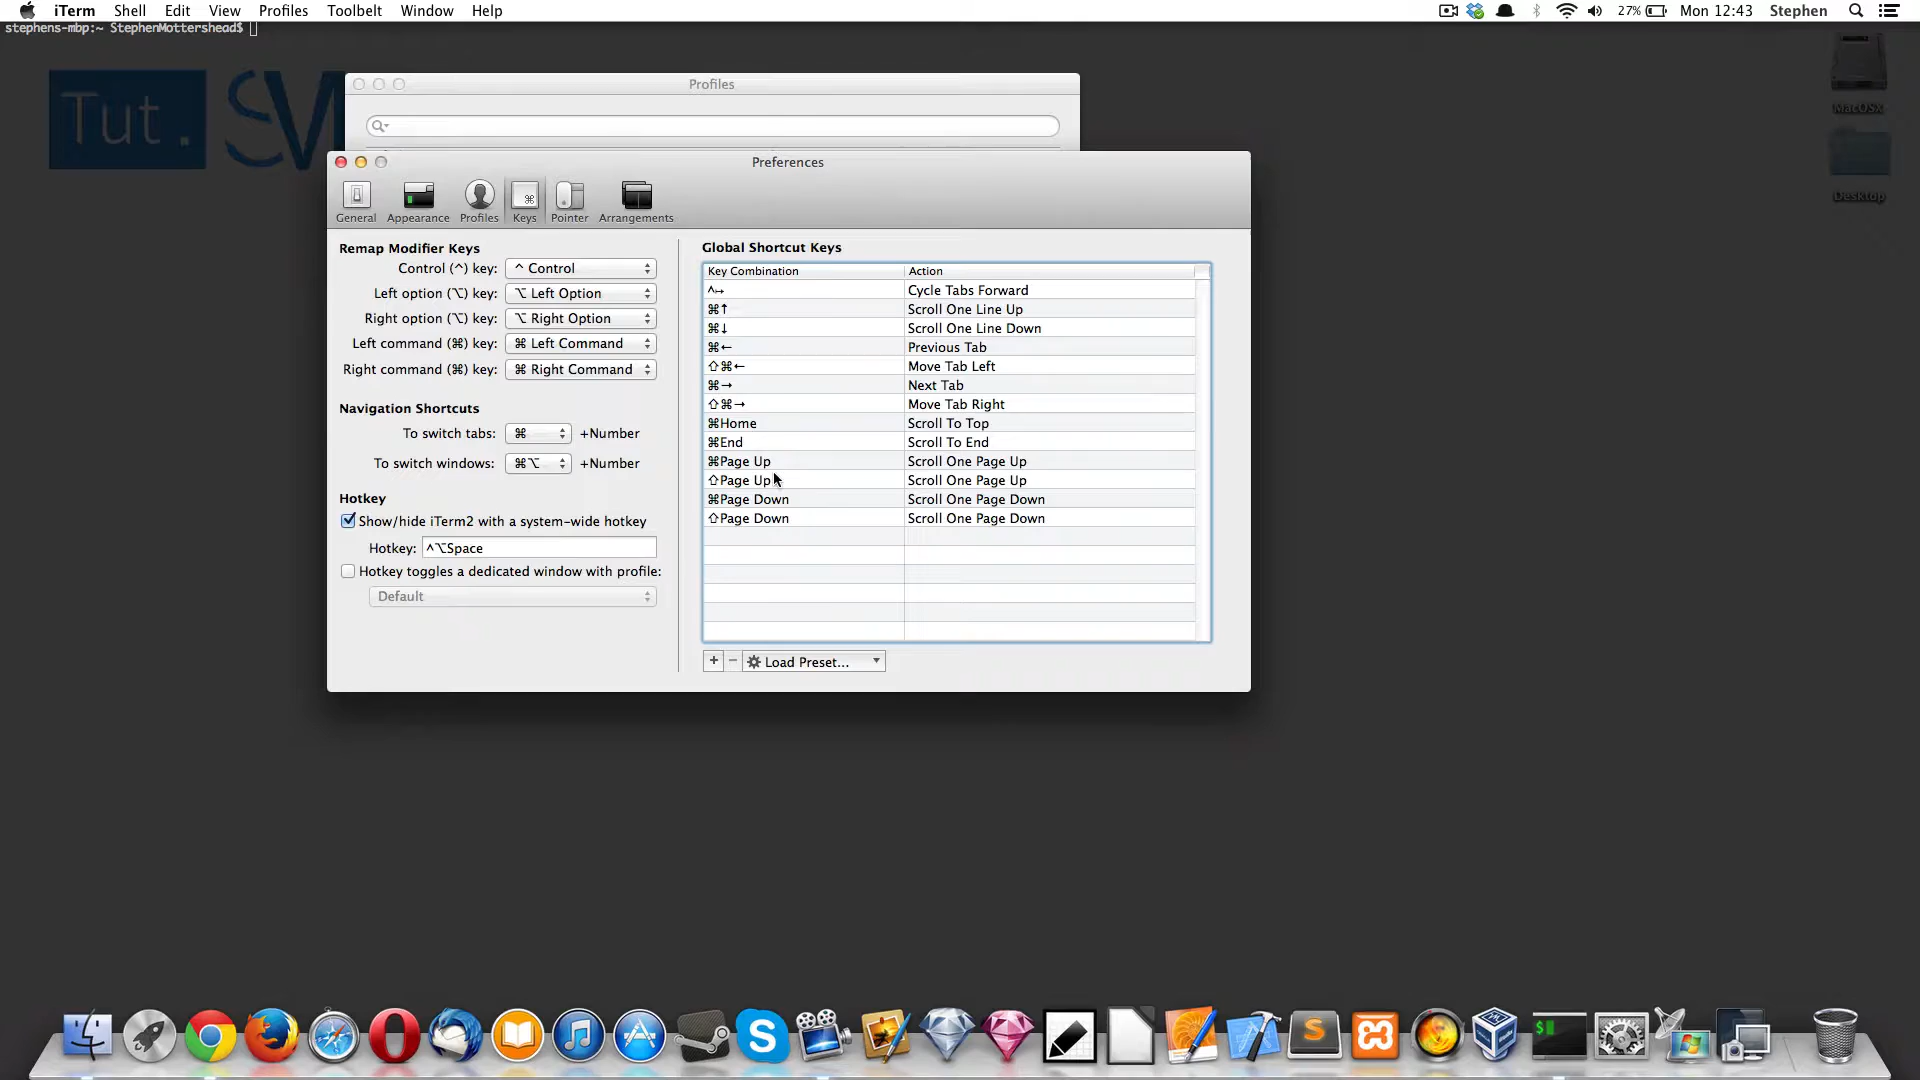 iTerm Shell Edit View Profiles Toolbelt Window Help 27% Mon 12:43 Stephen
stephens-mbp:~ StephenMottershead$
Tut. SV
MacOSX
Desktop
Profiles
Preferences
General Appearance Profiles Keys Pointer Arrangements
Remap Modifier Keys
Control (^) key: ^ Control
Left option (⌥) key: ⌥ Left Option
Right option (⌥) key: ⌥ Right Option
Left command (⌘) key: ⌘ Left Command
Right command (⌘) key: ⌘ Right Command
Navigation Shortcuts
To switch tabs: ⌘ +Number
To switch windows: ⌘⌥ +Number
Hotkey
Show/hide iTerm2 with a system-wide hotkey
Hotkey: ^⌥Space
Hotkey toggles a dedicated window with profile:
Default
Global Shortcut Keys
Key Combination Action
^↦ Cycle Tabs Forward
⌘↑ Scroll One Line Up
⌘↓ Scroll One Line Down
⌘← Previous Tab
⇧⌘← Move Tab Left
⌘→ Next Tab
⇧⌘→ Move Tab Right
⌘Home Scroll To Top
⌘End Scroll To End
⌘Page Up Scroll One Page Up
⇧Page Up Scroll One Page Up
⌘Page Down Scroll One Page Down
⇧Page Down Scroll One Page Down
+ − Load Preset...